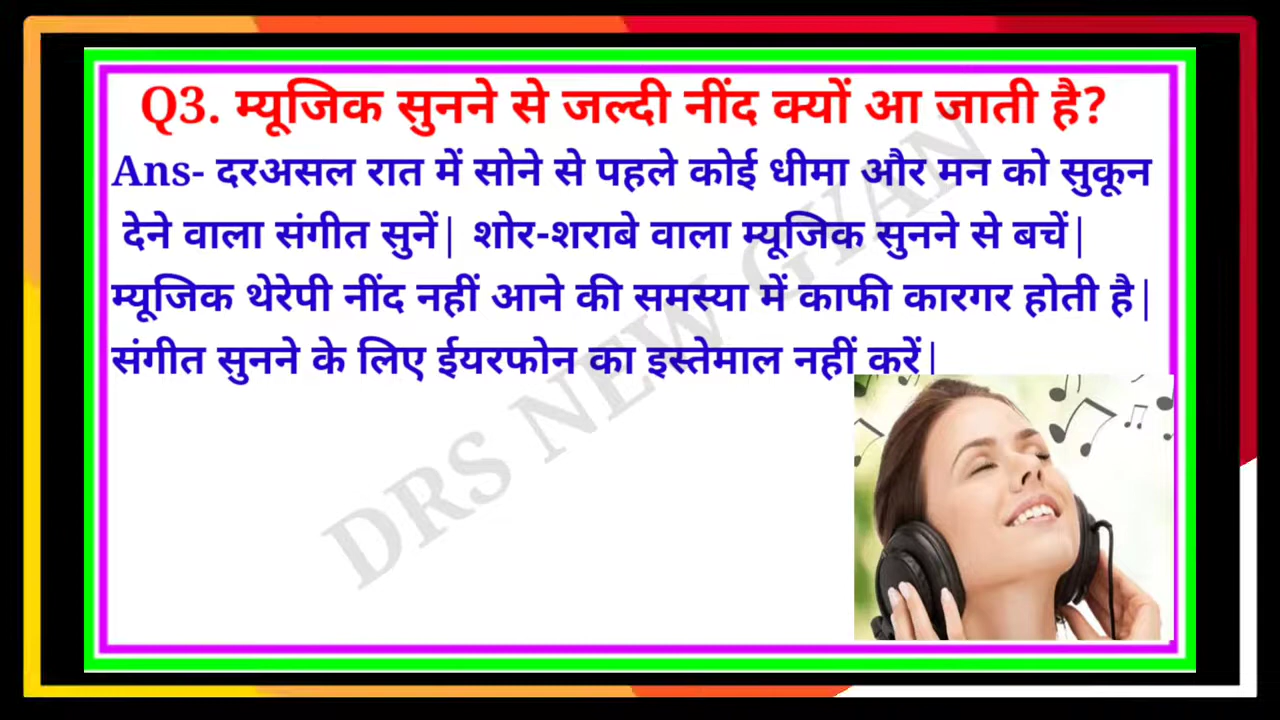 Q3. म्यूजिक सुनने से जल्दी नींद क्यों आ जाती है?
Ans- दरअसल रात में सोने से पहले कोई धीमा और मन को सुकून
देने वाला संगीत सुनें| शोर-शराबे वाला म्यूजिक सुनने से बचें|
म्यूजिक थेरेपी नींद नहीं आने की समस्या में काफी कारगर होती है|
संगीत सुनने के लिए ईयरफोन का इस्तेमाल नहीं करें|
DRS NEW GYAN